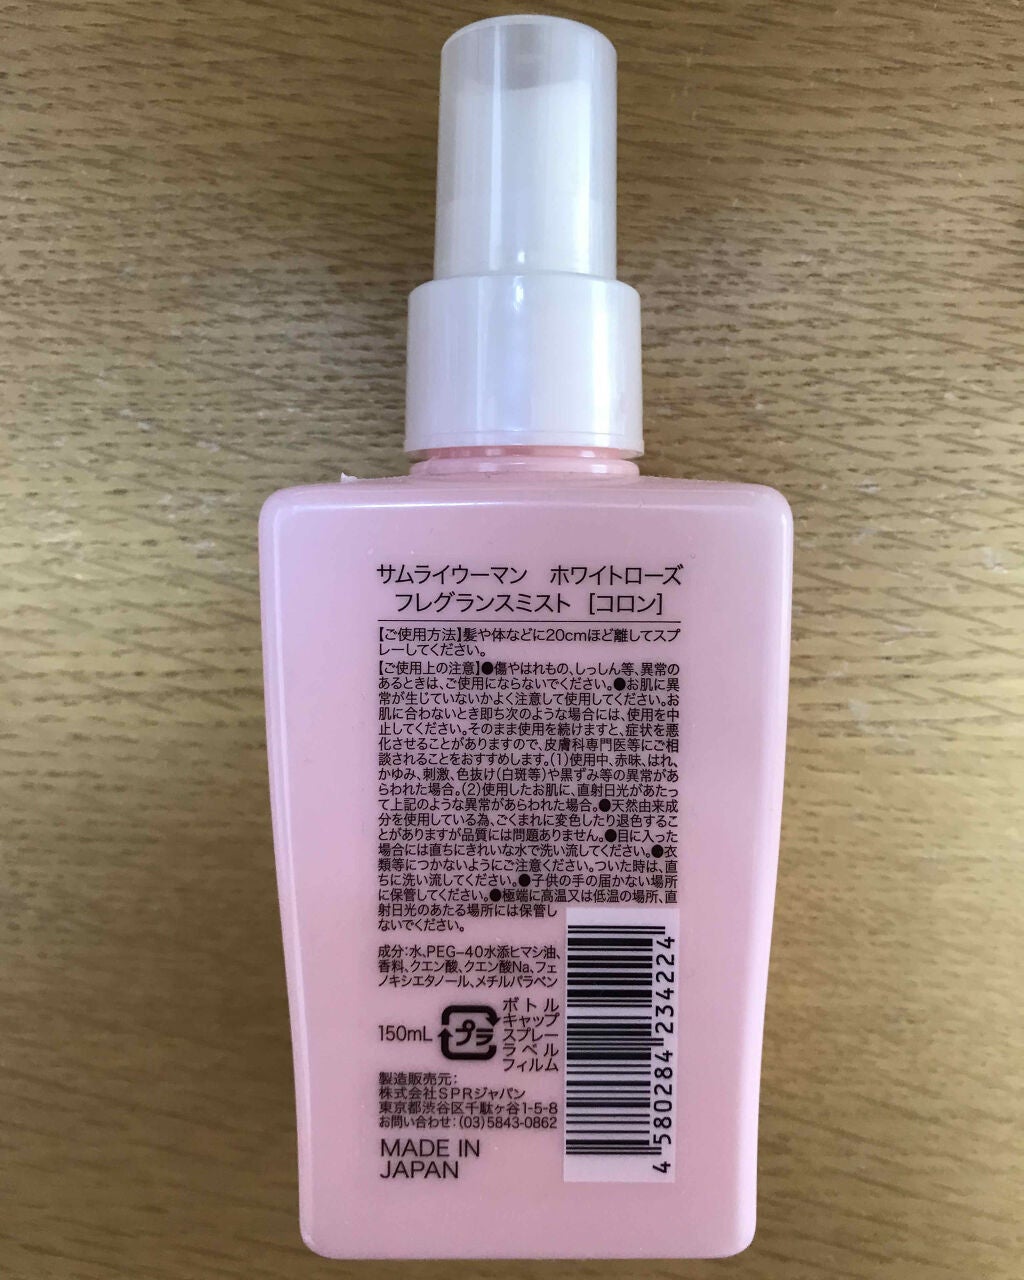 サムライウーマン　ホワイトローズ
フレグランスミスト [コロン]
【ご使用方法】髪や体などに20cmほど離してスプ
レーしてください。
【ご使用上の注意】●傷やはれもの、しっしん等、異常の
あるときは、ご使用にならないでください。●お肌に異
常が生じていないかよく注意して使用してください。お
肌に合わないとき即ち次のような場合には、使用を中
止してください。そのまま使用を続けますと、症状を悪
化させることがありますので、皮膚科専門医等にご相
談されることをおすすめします。(1)使用中、赤味、はれ、
かゆみ、刺激、色抜け(白斑等)や黒ずみ等の異常があ
らわれた場合。(2)使用したお肌に、直射日光があたっ
て上記のような異常があらわれた場合。●天然由来成
分を使用している為、ごくまれに変色したり退色するこ
とがありますが品質には問題ありません。●目に入った
場合には直ちにきれいな水で洗い流してください。●衣
類等につかないようにご注意ください。ついた時は、直
ちに洗い流してください。●子供の手の届かない場所
に保管してください。●極端に高温又は低温の場所、直
射日光のあたる場所には保管し
ないでください。
成分:水、PEG-40水添ヒマシ油、
香料、クエン酸、クエン酸Na、フェ
ノキシエタノール、メチルパラベン
150mL
プラ
ボトル
キャップ
スプレー
ラベル
フィルム
製造販売元:
株式会社SPRジャパン
東京都渋谷区千駄ヶ谷1-5-8
お問い合わせ:(03)5843-0862
MADE IN
JAPAN
4 580284 234224